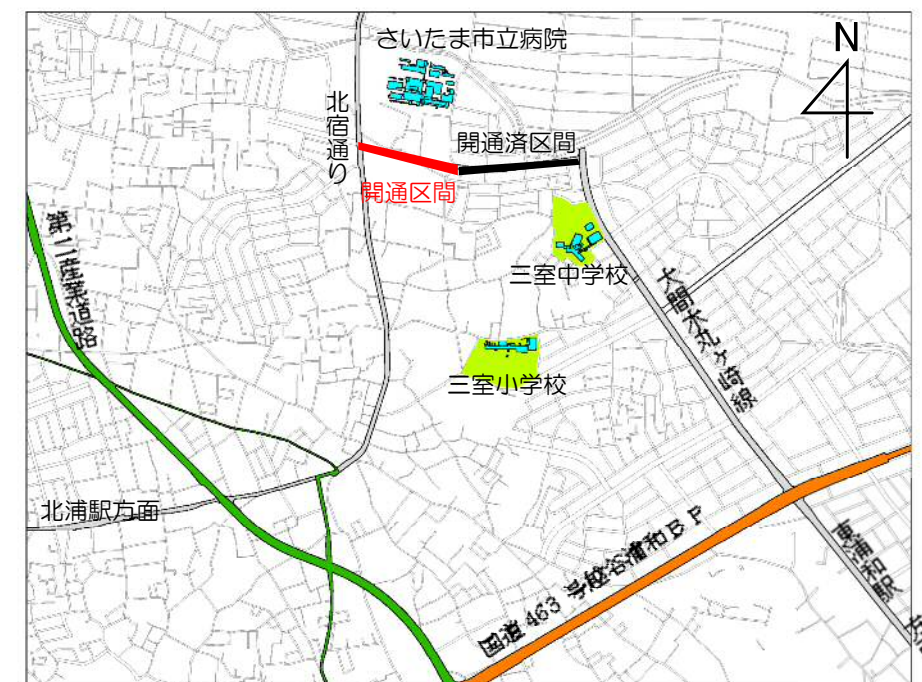 さいたま市立病院
N
北宿通り
開通済区間
開通区間
第二産業道路
三室中学校
大間木丸ヶ崎線
三室小学校
北浦駅方面
国道463号越谷浦和BP
東浦和駅